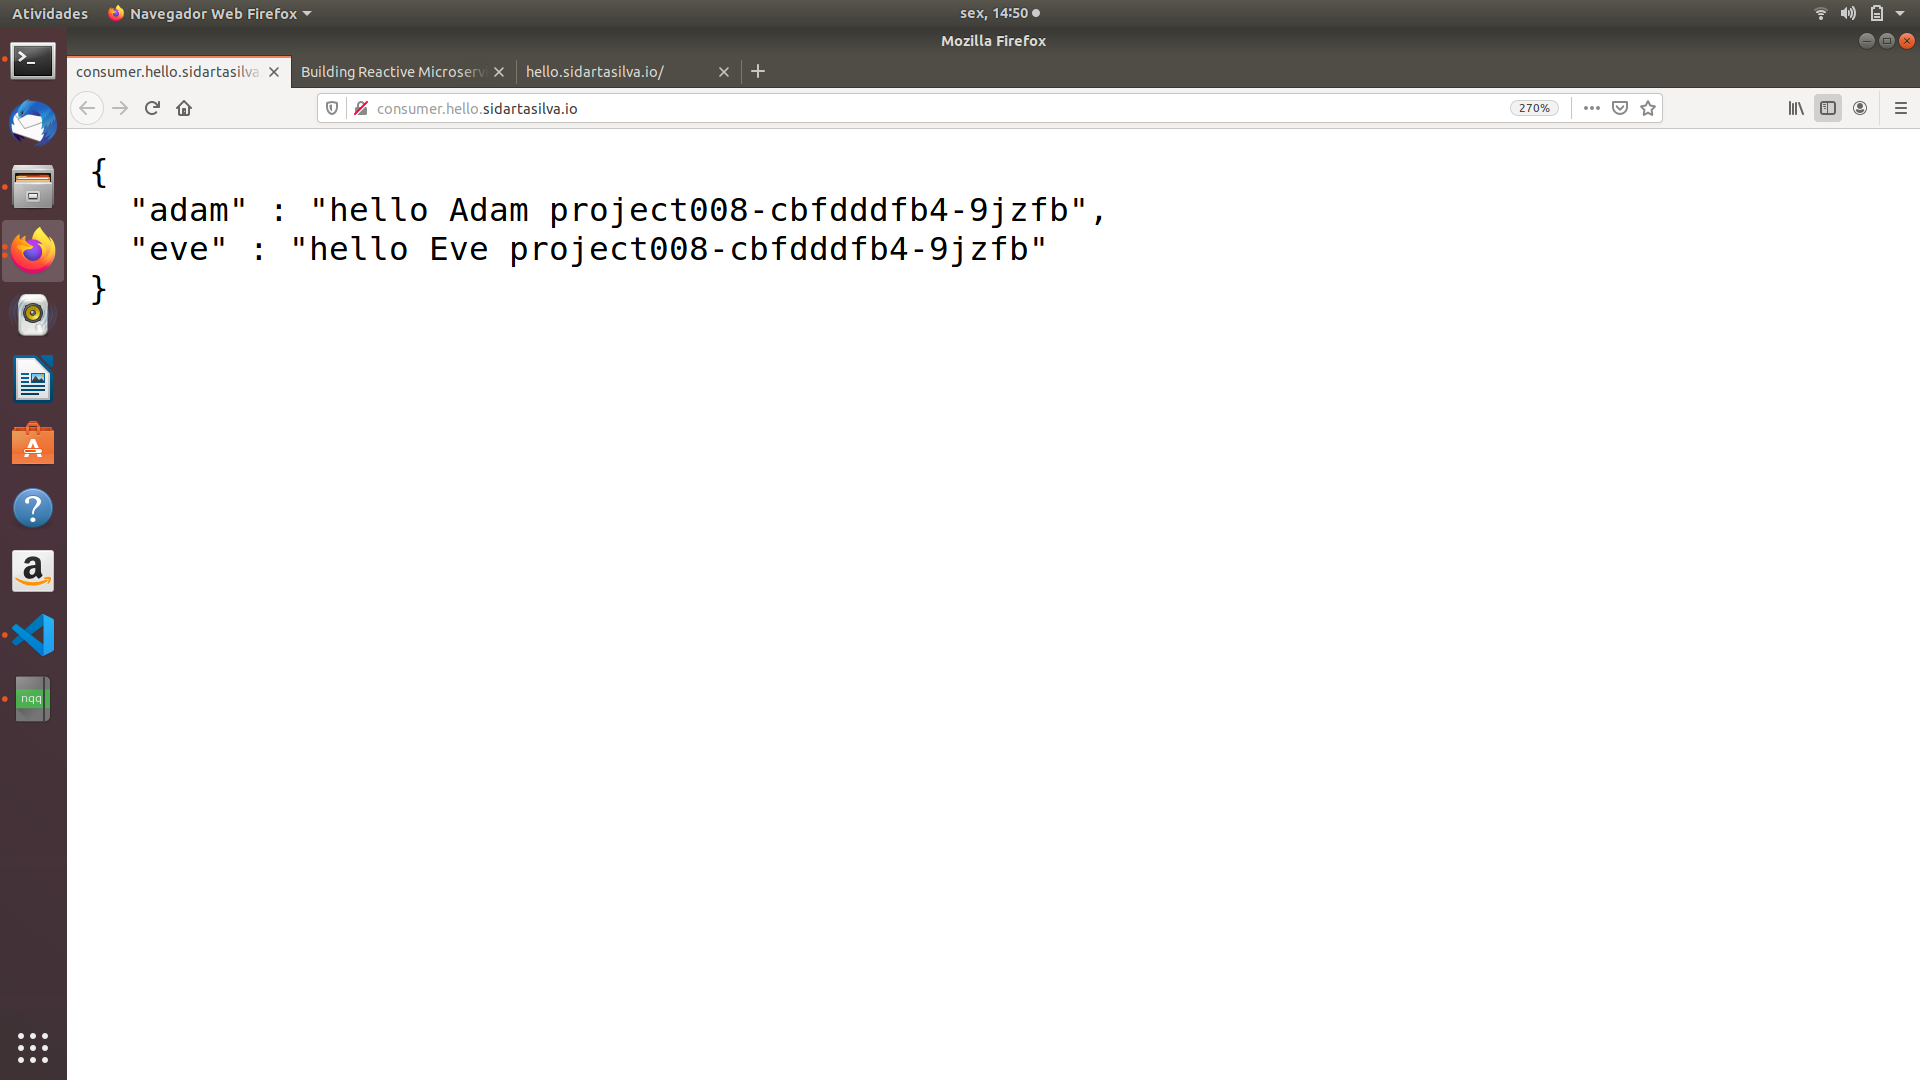 Atividades Navegador Web Firefox sex, 14:50
Mozilla Firefox
consumer.hello.sidartasilva. Building Reactive Microserv hello.sidartasilva.io/
consumer.hello.sidartasilva.io 270%
{
"adam" : "hello Adam project008-cbfdddfb4-9jzfb",
"eve" : "hello Eve project008-cbfdddfb4-9jzfb"
}
A
?
a
nqq